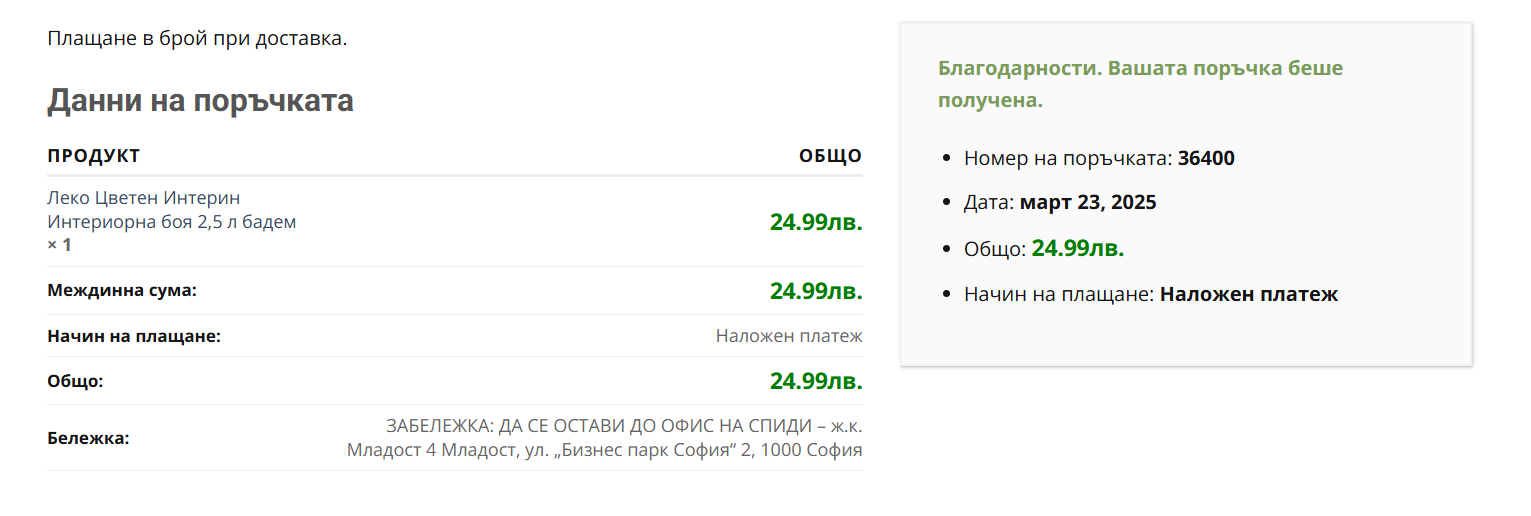 Плащане в брой при доставка.
Данни на поръчката
ПРОДУКТ ОБЩО
Леко Цветен Интерин
Интериорна боя 2,5 л бадем
× 1
24.99лв.
Междинна сума: 24.99лв.
Начин на плащане: Наложен платеж
Общо: 24.99лв.
Бележка: ЗАБЕЛЕЖКА: ДА СЕ ОСТАВИ ДО ОФИС НА СПИДИ – ж.к.
Младост 4 Младост, ул. „Бизнес парк София“ 2, 1000 София
Благодарности. Вашата поръчка беше
получена.
• Номер на поръчката: 36400
• Дата: март 23, 2025
• Общо: 24.99лв.
• Начин на плащане: Наложен платеж